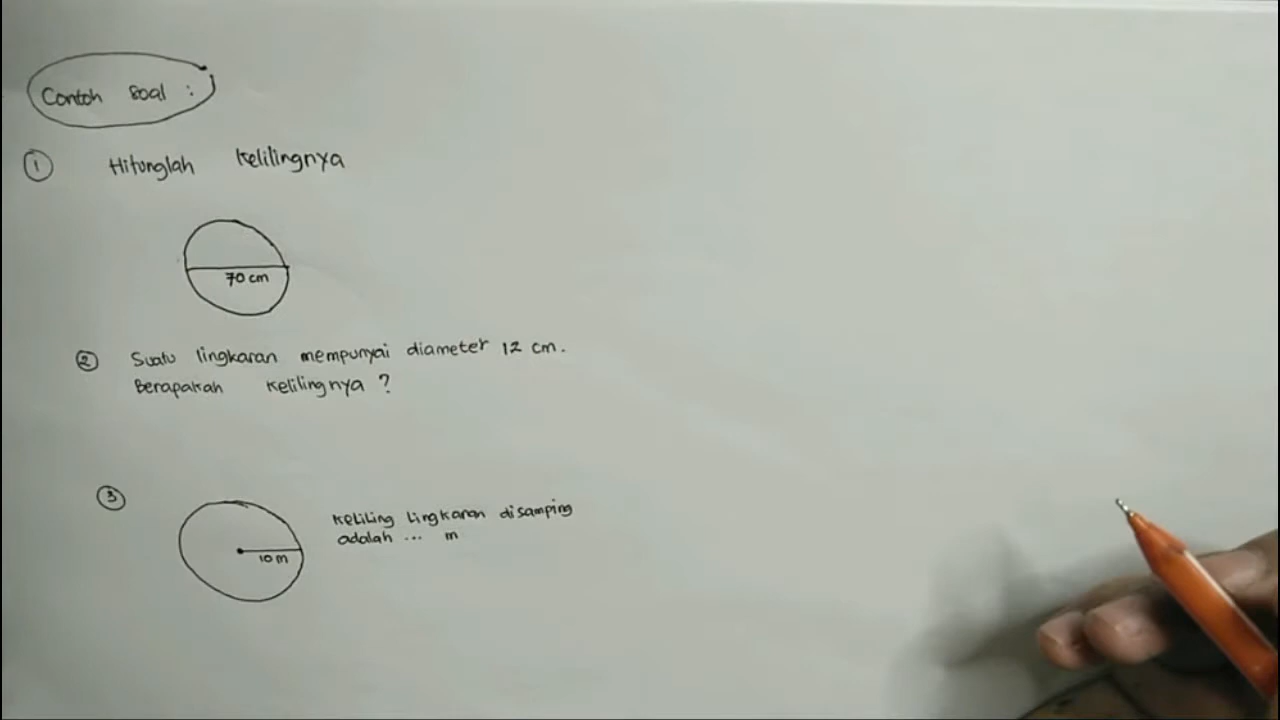 Contoh soal :
① Hitunglah kelilingnya
70 cm
② Suatu lingkaran mempunyai diameter 12 cm.
Berapakah kelilingnya ?
③
keliling lingkaran disamping
adalah ... m
10 m